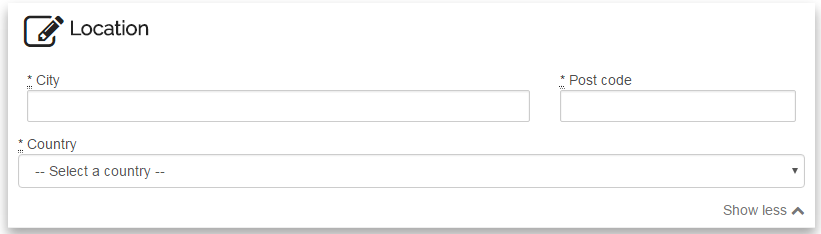 Location
* City
* Post code
* Country
-- Select a country --
Show less